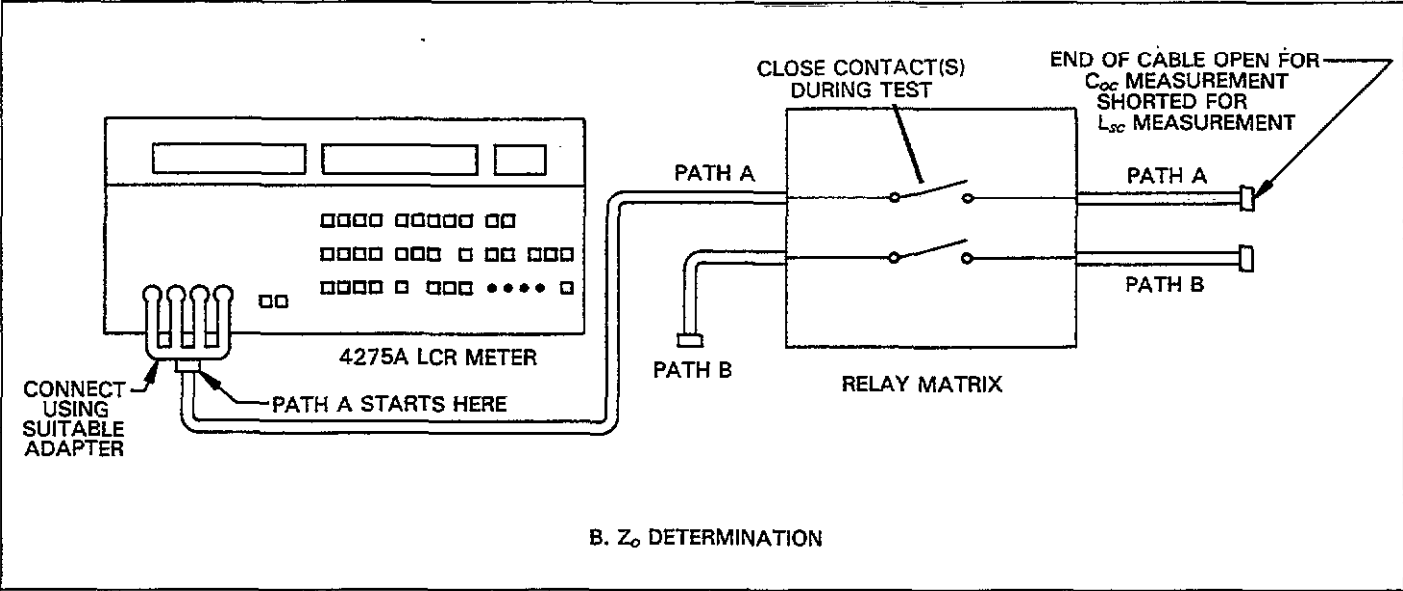 CLOSE CONTACT(S)
DURING TEST
END OF CABLE OPEN FOR
Coc MEASUREMENT
SHORTED FOR
Lsc MEASUREMENT
PATH A
PATH A
PATH B
PATH B
4275A LCR METER
RELAY MATRIX
CONNECT
USING
SUITABLE
ADAPTER
PATH A STARTS HERE
B. Zo DETERMINATION